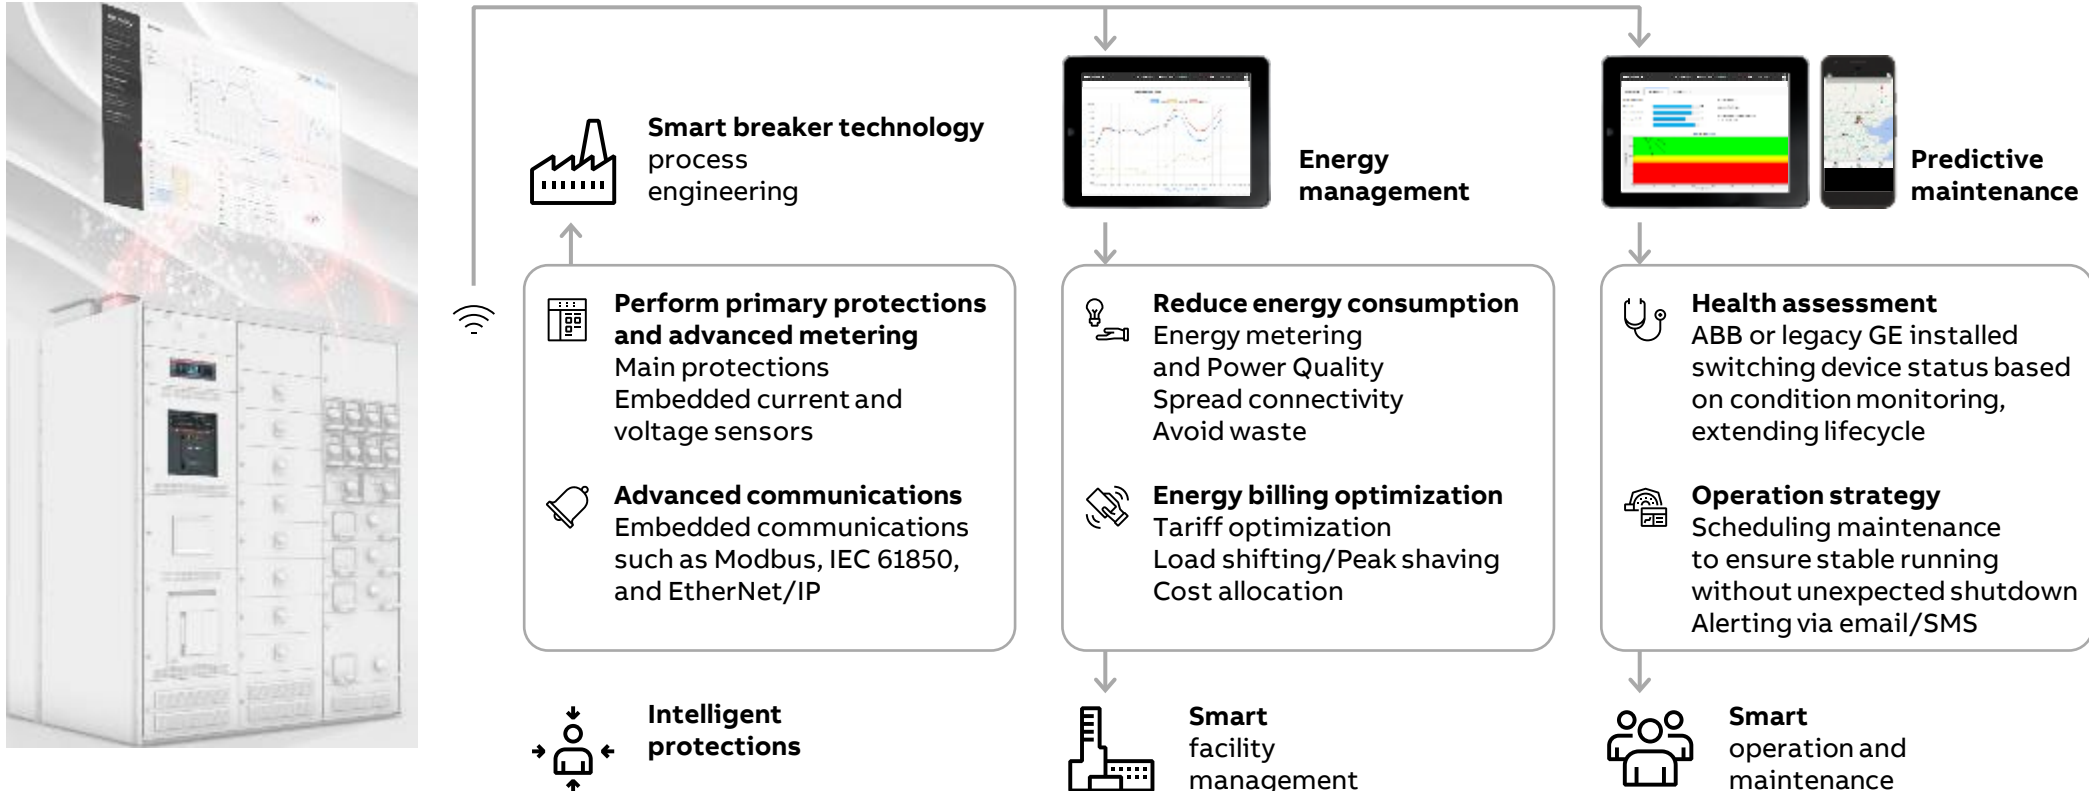 Smart breaker technology
process
engineering
Perform primary protections
and advanced metering
Main protections
Embedded current and
voltage sensors
Advanced communications
Embedded communications
such as Modbus, IEC 61850,
and EtherNet/IP
Intelligent
protections
Energy
management
Reduce energy consumption
Energy metering
and Power Quality
Spread connectivity
Avoid waste
Energy billing optimization
Tariff optimization
Load shifting/Peak shaving
Cost allocation
Smart
facility
management
Predictive
maintenance
Health assessment
ABB or legacy GE installed
switching device status based
on condition monitoring,
extending lifecycle
Operation strategy
Scheduling maintenance
to ensure stable running
without unexpected shutdown
Alerting via email/SMS
Smart
operation and
maintenance